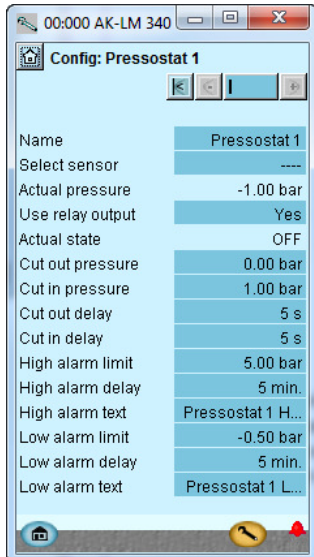 00:000 AK-LM 340
Config: Pressostat 1
Name Pressostat 1
Select sensor ----
Actual pressure -1.00 bar
Use relay output Yes
Actual state OFF
Cut out pressure 0.00 bar
Cut in pressure 1.00 bar
Cut out delay 5 s
Cut in delay 5 s
High alarm limit 5.00 bar
High alarm delay 5 min.
High alarm text Pressostat 1 H...
Low alarm limit -0.50 bar
Low alarm delay 5 min.
Low alarm text Pressostat 1 L...